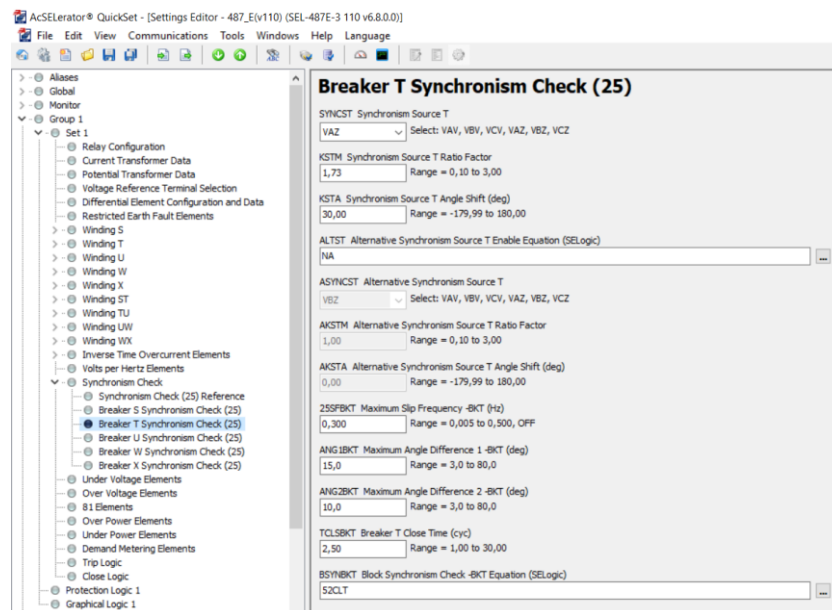 AcSELerator® QuickSet - [Settings Editor - 487_E(v110) (SEL-487E-3 110 v6.8.0.0)]
File Edit View Communications Tools Windows Help Language
Aliases
Global
Monitor
Group 1
Set 1
Relay Configuration
Current Transformer Data
Potential Transformer Data
Voltage Reference Terminal Selection
Differential Element Configuration and Data
Restricted Earth Fault Elements
Winding S
Winding T
Winding U
Winding W
Winding X
Winding ST
Winding TU
Winding UW
Winding WX
Inverse Time Overcurrent Elements
Volts per Hertz Elements
Synchronism Check
Synchronism Check (25) Reference
Breaker S Synchronism Check (25)
Breaker T Synchronism Check (25)
Breaker U Synchronism Check (25)
Breaker W Synchronism Check (25)
Breaker X Synchronism Check (25)
Under Voltage Elements
Over Voltage Elements
81 Elements
Over Power Elements
Under Power Elements
Demand Metering Elements
Trip Logic
Close Logic
Protection Logic 1
Graphical Logic 1
Breaker T Synchronism Check (25)
SYNCST Synchronism Source T
VAZ Select: VAV, VBV, VCV, VAZ, VBZ, VCZ
KSTM Synchronism Source T Ratio Factor
1,73 Range = 0,10 to 3,00
KSTA Synchronism Source T Angle Shift (deg)
30,00 Range = -179,99 to 180,00
ALTST Alternative Synchronism Source T Enable Equation (SELogic)
NA ...
ASYNCST Alternative Synchronism Source T
VBZ Select: VAV, VBV, VCV, VAZ, VBZ, VCZ
AKSTM Alternative Synchronism Source T Ratio Factor
1,00 Range = 0,10 to 3,00
AKSTA Alternative Synchronism Source T Angle Shift (deg)
0,00 Range = -179,99 to 180,00
25SFBKT Maximum Slip Frequency -BKT (Hz)
0,300 Range = 0,005 to 0,500, OFF
ANG1BKT Maximum Angle Difference 1 -BKT (deg)
15,0 Range = 3,0 to 80,0
ANG2BKT Maximum Angle Difference 2 -BKT (deg)
10,0 Range = 3,0 to 80,0
TCLSBKT Breaker T Close Time (cyc)
2,50 Range = 1,00 to 30,00
BSYNBKT Block Synchronism Check -BKT Equation (SELogic)
52CLT ...